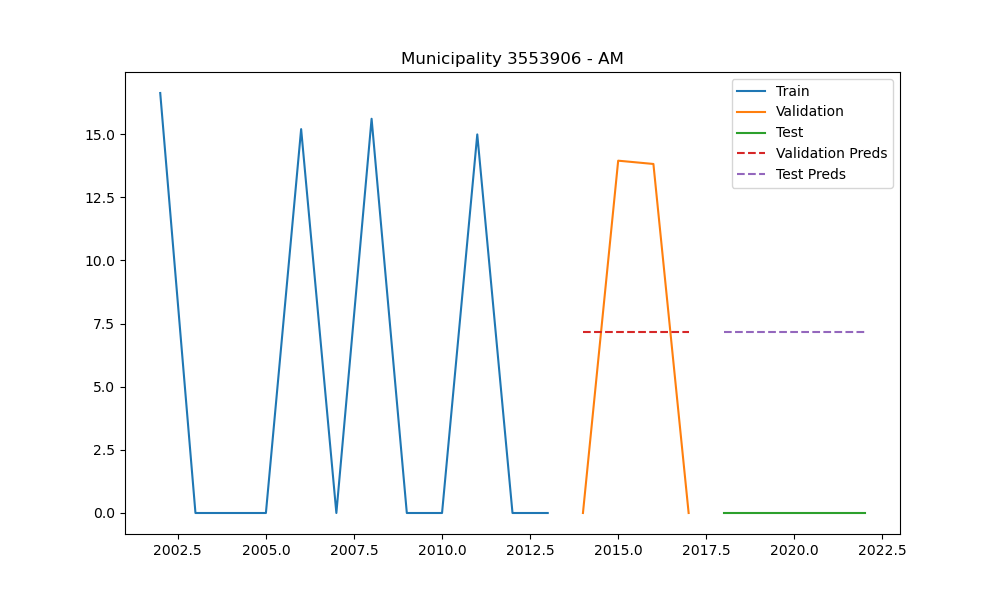 Municipality 3553906 - AM
Train
Validation
Test
Validation Preds
Test Preds
15.0
12.5
10.0
7.5
5.0
2.5
0.0
2002.5 2005.0 2007.5 2010.0 2012.5 2015.0 2017.5 2020.0 2022.5